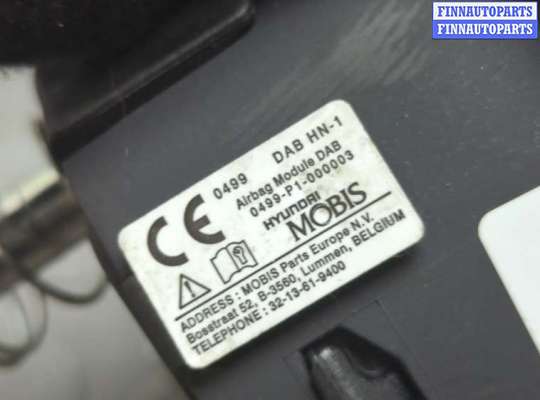 FINNAUTOPARTS
FINNAUTOPARTS
CE 0499 DAB HN-1
Airbag Module DAB
0499-P1-000003
HYUNDAI
MOBIS
ADDRESS : MOBIS Parts Europe N.V.
Bosstraat 52, B-3560, Lummen, BELGIUM
TELEPHONE : 32-13-61-9400